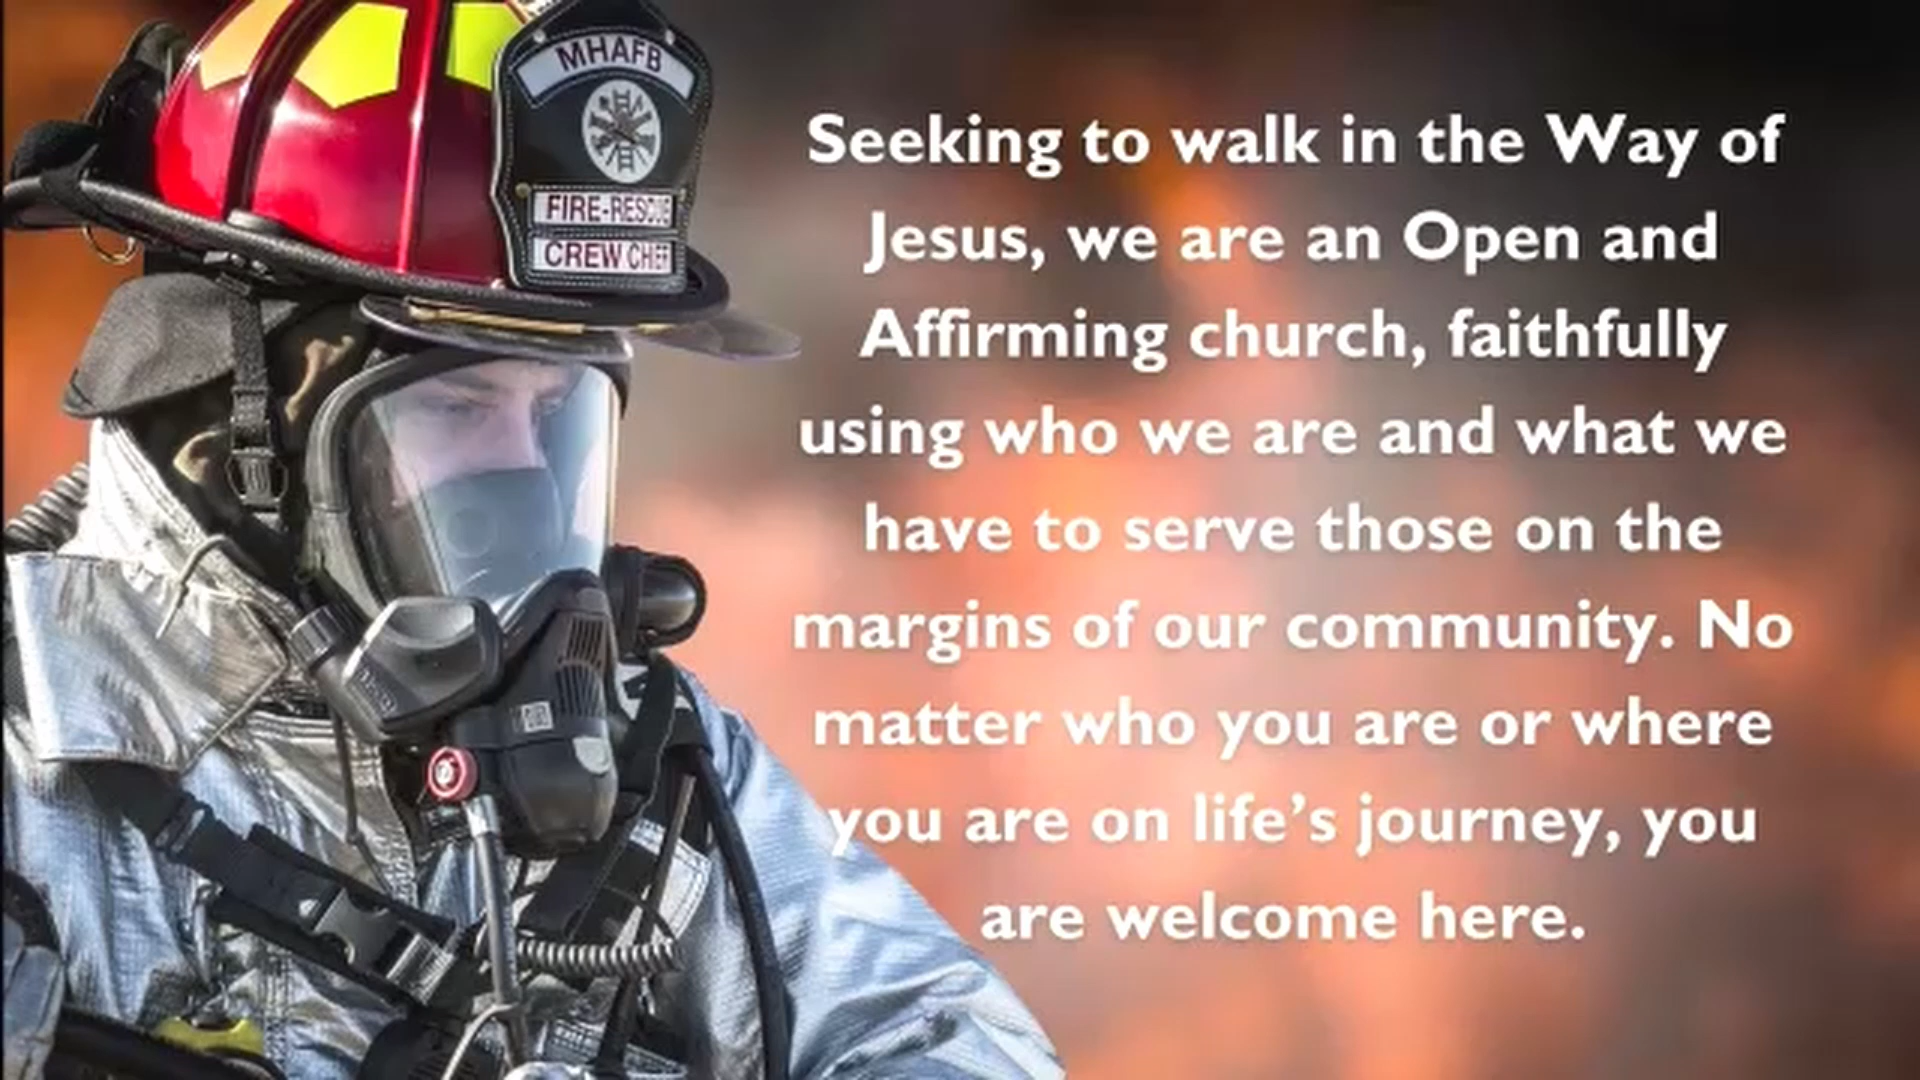 MHAFB
FIRE-RESCUE
CREW CHIEF
Seeking to walk in the Way of
Jesus, we are an Open and
Affirming church, faithfully
using who we are and what we
have to serve those on the
margins of our community. No
matter who you are or where
you are on life’s journey, you
are welcome here.